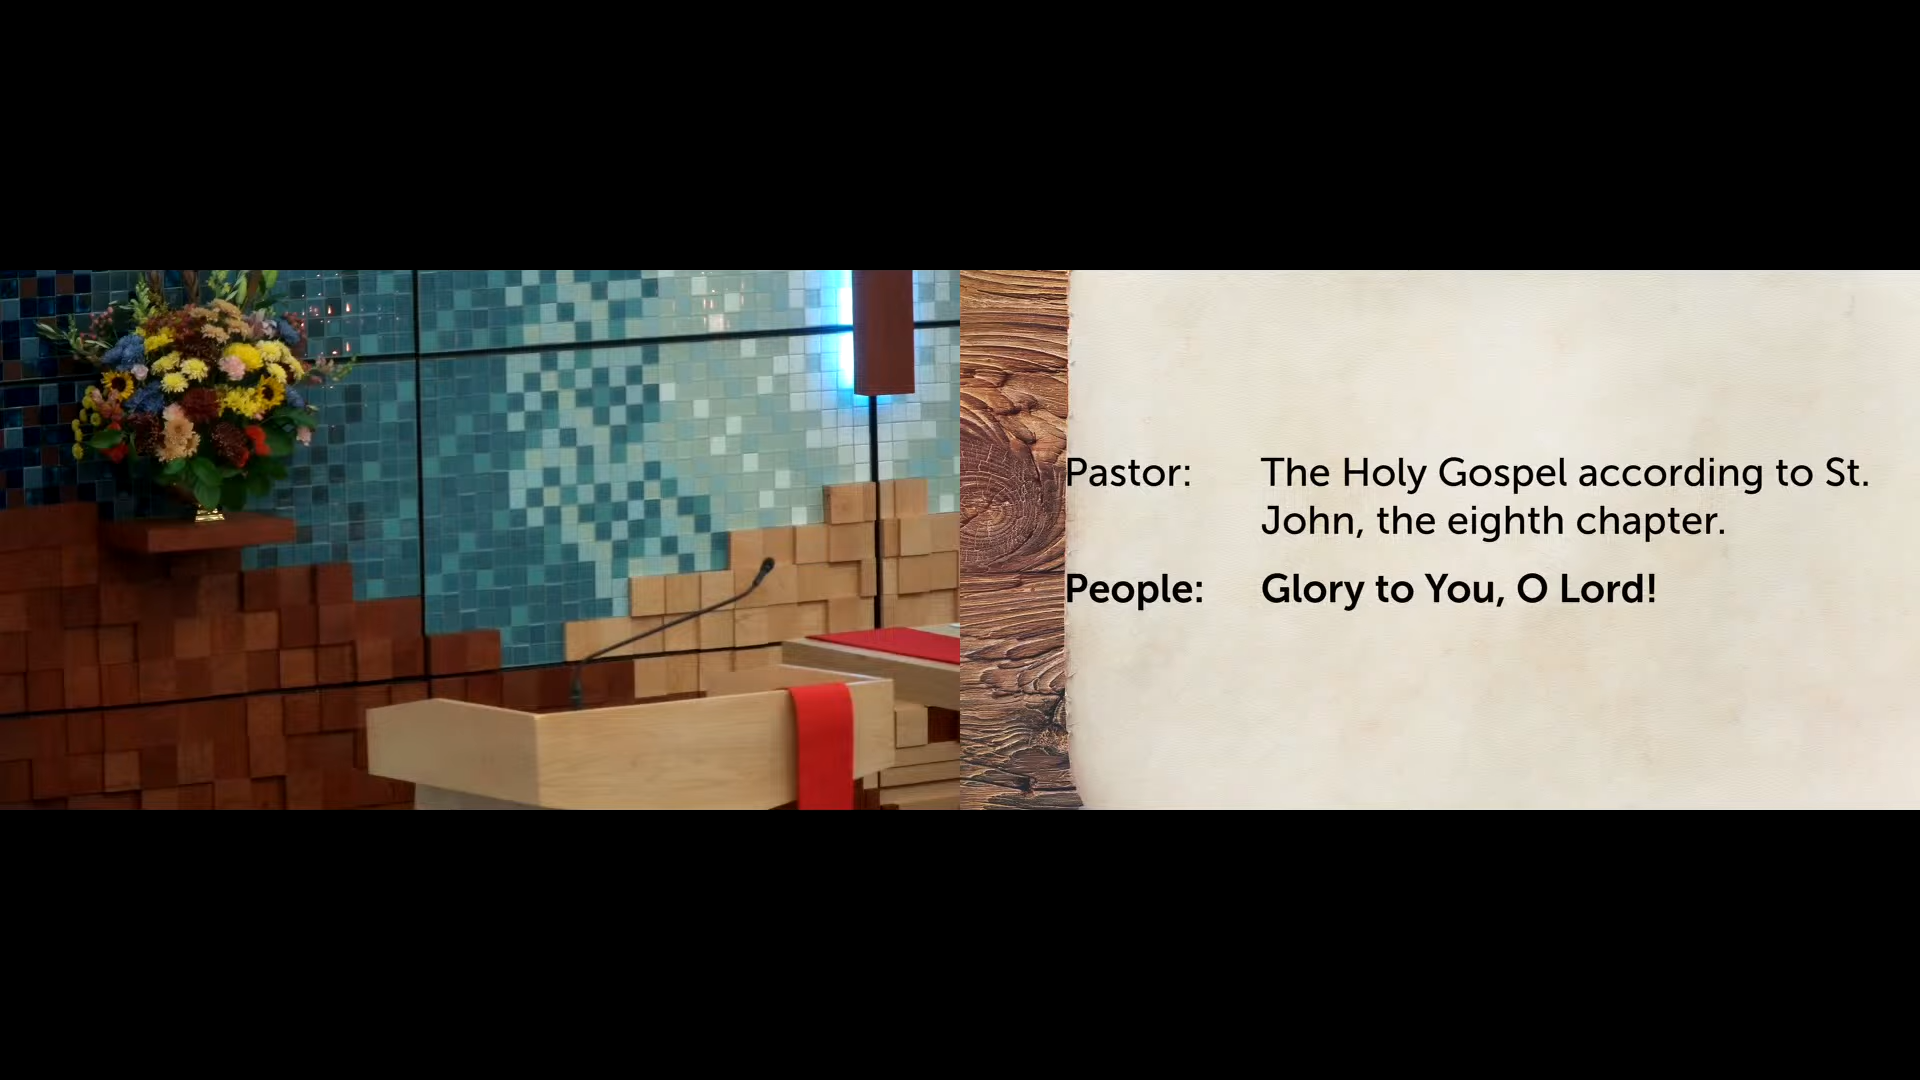 Pastor: The Holy Gospel according to St.
John, the eighth chapter.
People: Glory to You, O Lord!